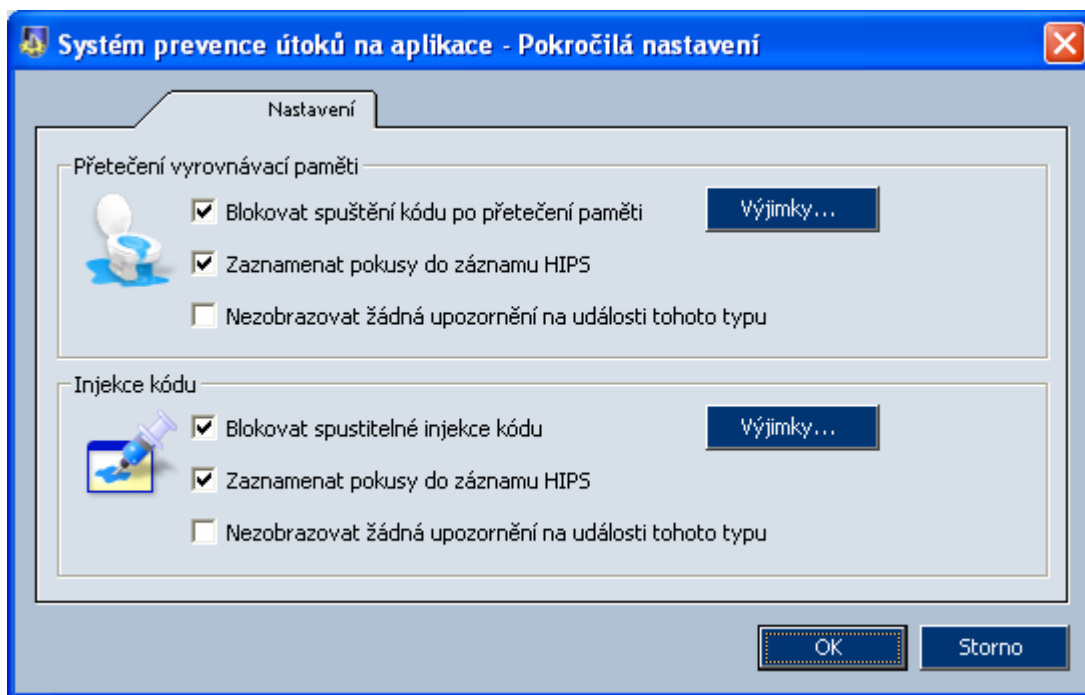 Systém prevence útoků na aplikace - Pokročilá nastavení
Nastavení
Přetečení vyrovnávací paměti
Blokovat spuštění kódu po přetečení paměti
Výjimky...
Zaznamenat pokusy do záznamu HIPS
Nezobrazovat žádná upozornění na události tohoto typu
Injekce kódu
Blokovat spustitelné injekce kódu
Výjimky...
Zaznamenat pokusy do záznamu HIPS
Nezobrazovat žádná upozornění na události tohoto typu
OK
Storno